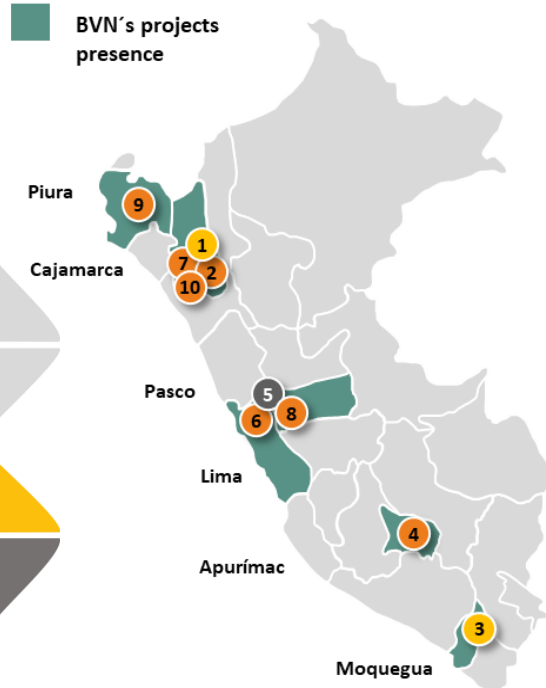 BVN´s projects
presence
Piura
9
1
Cajamarca
7
2
10
Pasco
5
6
8
Lima
4
Apurímac
3
Moquegua